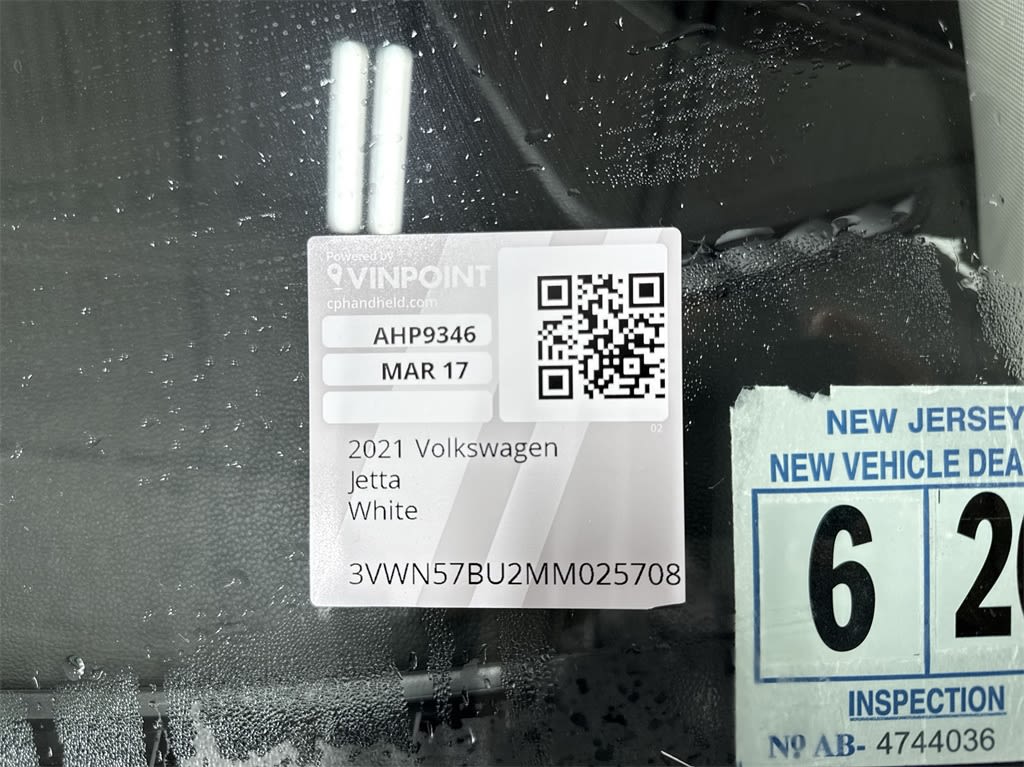 Powered by
VINPOINT
cphandheld.com
AHP9346
MAR 17
02
2021 Volkswagen
Jetta
White
3VWN57BU2MM025708
NEW JERSEY
NEW VEHICLE DEA
6 2
INSPECTION
Nº AB- 4744036